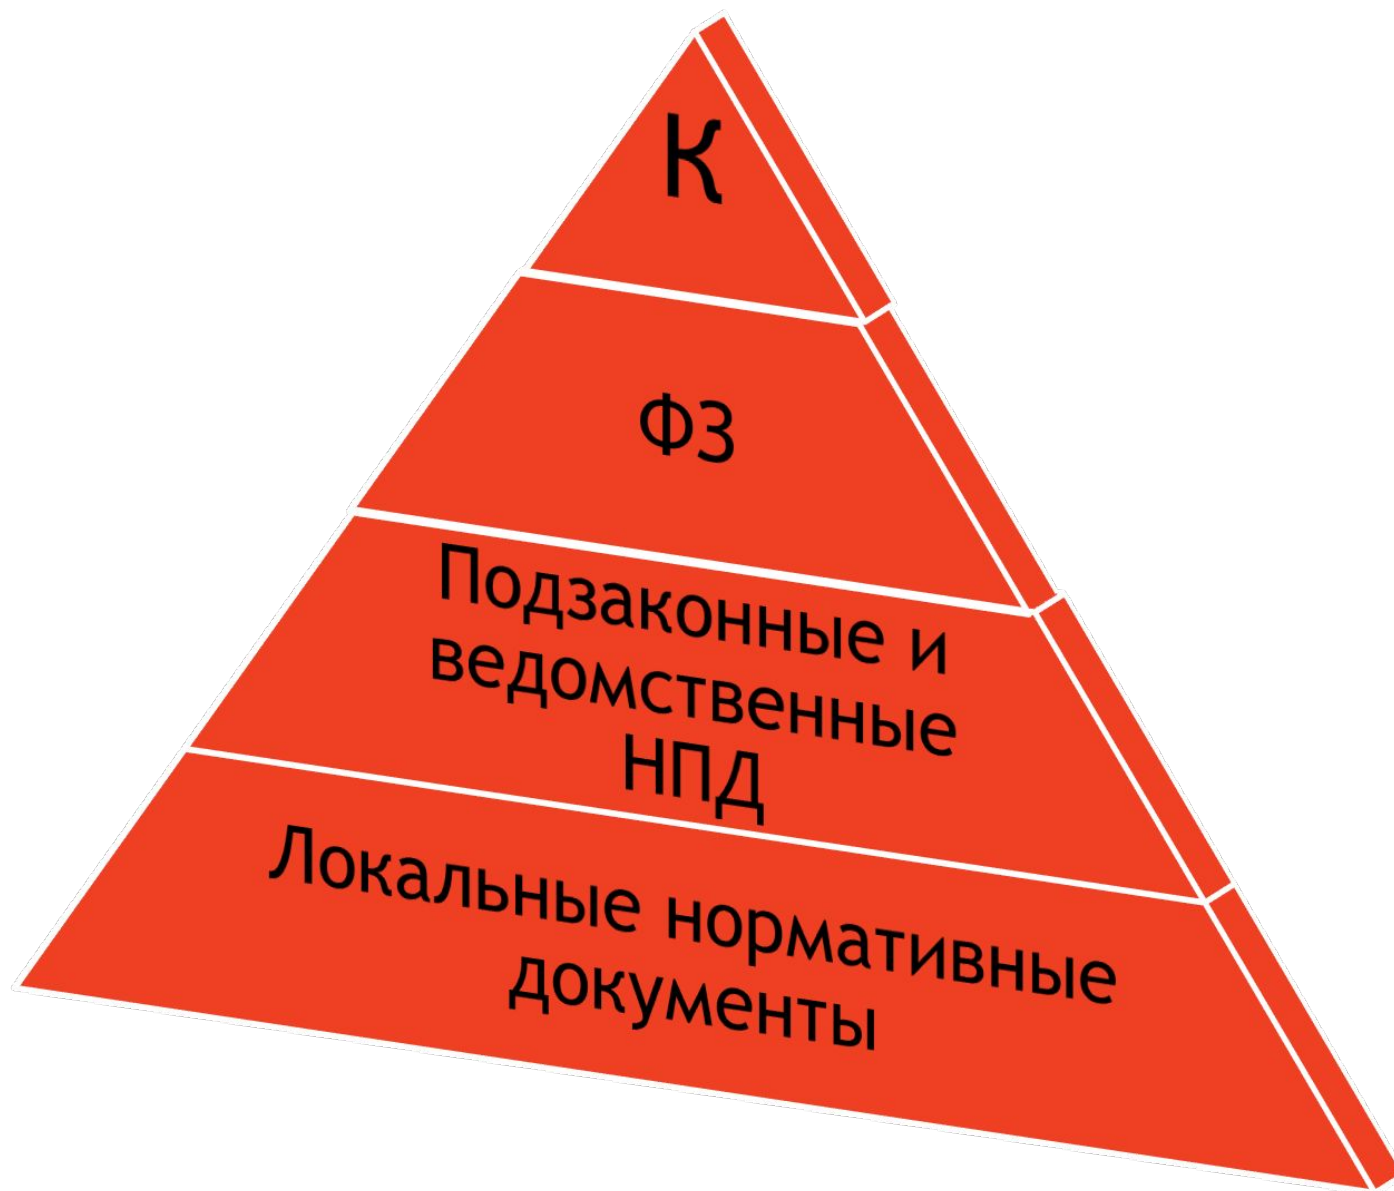 К
ФЗ
Подзаконные и
ведомственные
НПД
Локальные нормативные
документы